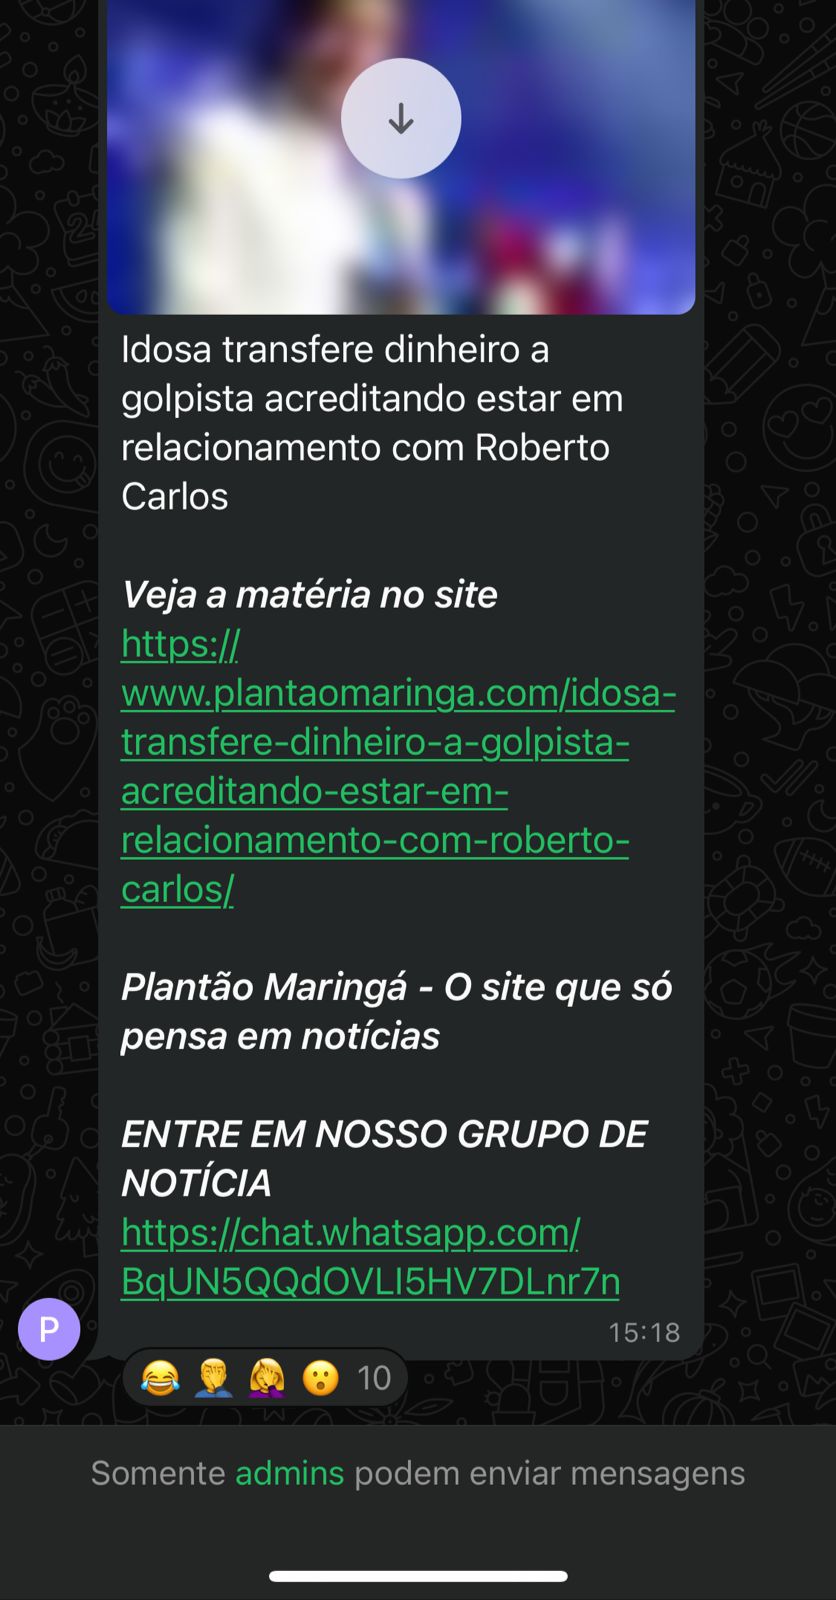 Idosa transfere dinheiro a
golpista acreditando estar em
relacionamento com Roberto
Carlos
Veja a matéria no site
https://
www.plantaomaringa.com/idosa-
transfere-dinheiro-a-golpista-
acreditando-estar-em-
relacionamento-com-roberto-
carlos/
Plantão Maringá - O site que só
pensa em notícias
ENTRE EM NOSSO GRUPO DE
NOTÍCIA
https://chat.whatsapp.com/
BqUN5QQdOVLI5HV7DLnr7n
15:18
P
😂 🤦‍♂️ 🤦‍♀️ 😮 10
Somente admins podem enviar mensagens